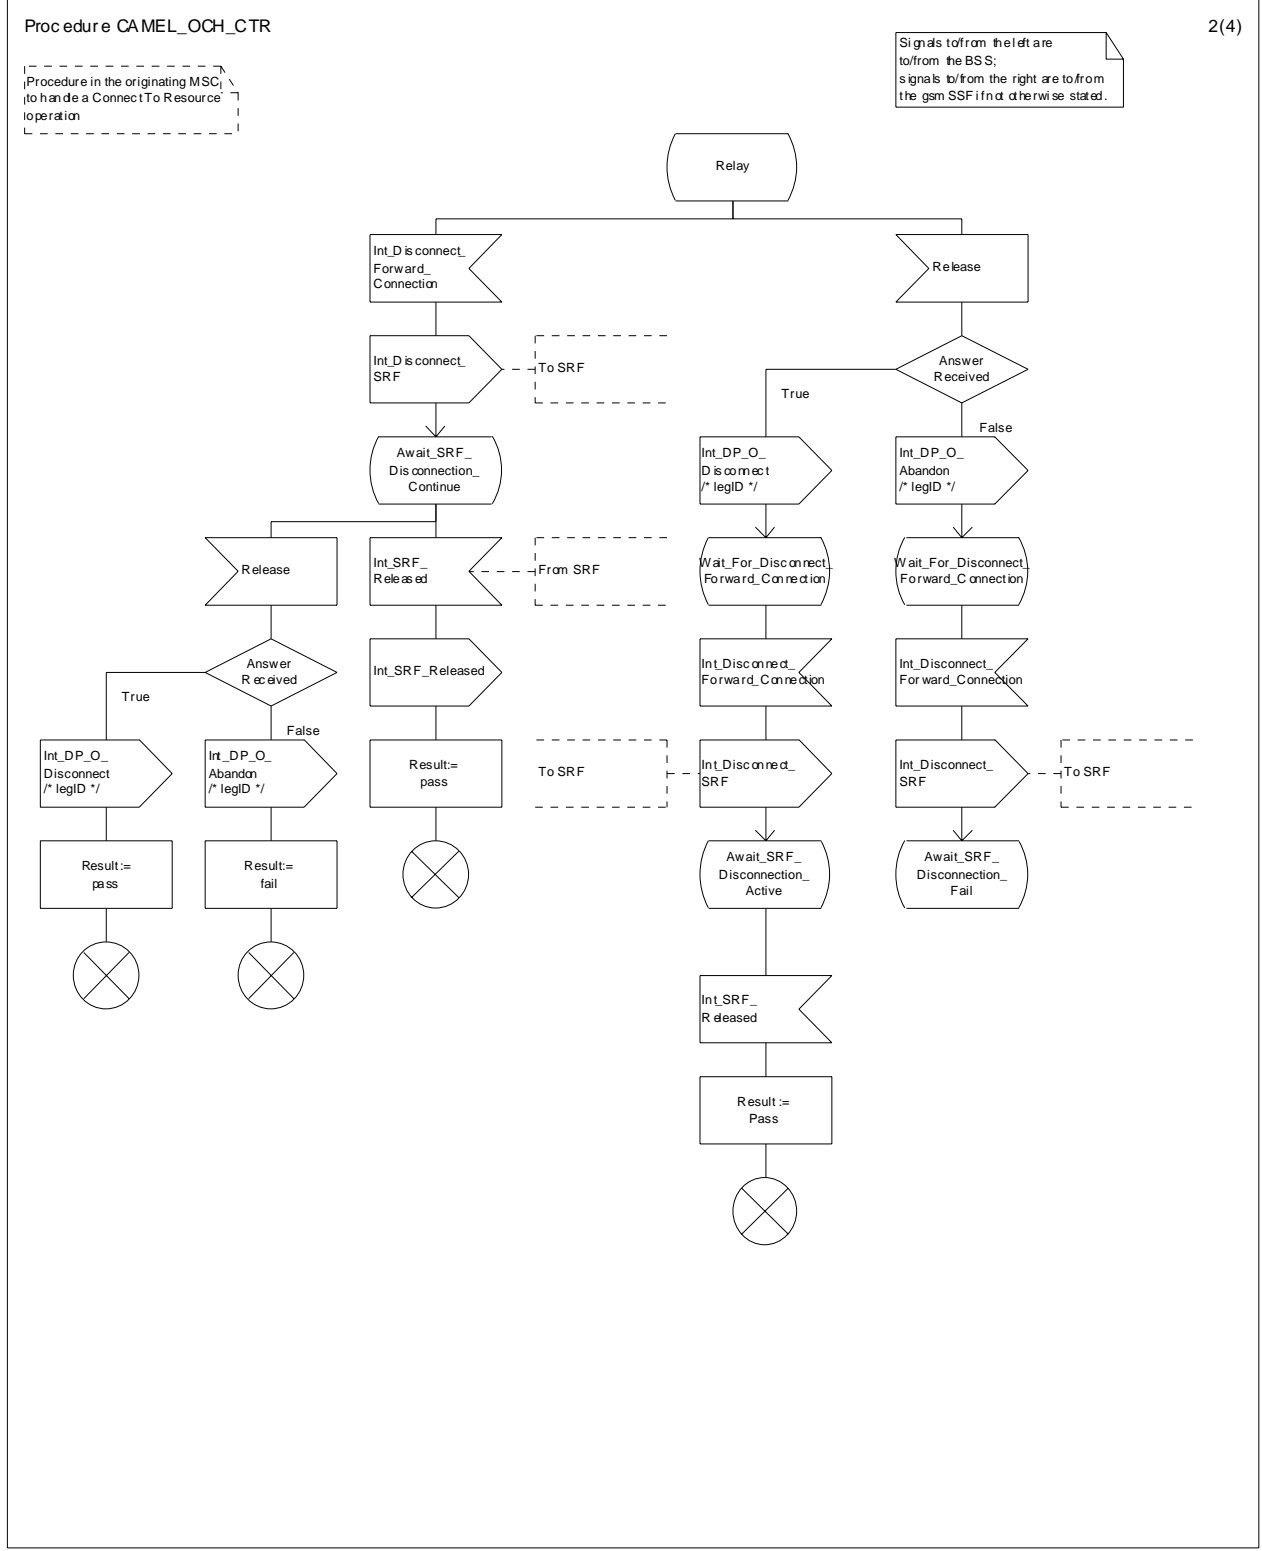 Procedure CAMEL_OCH_CTR
2(4)
Procedure in the originating MSC
to handle a Connect To Resource
operation
Signals to/from the left are
to/from the BSS;
signals to/from the right are to/from
the gsmSSF if not otherwise stated.
Relay
Int_Disconnect_
Forward_
Connection
Release
Int_Disconnect_
SRF
To SRF
Answer
Received
True
False
Await_SRF_
Disconnection_
Continue
Int_DP_O_
Disconnect
/* legID */
Int_DP_O_
Abandon
/* legID */
Release
Int_SRF_
Released
From SRF
Wait_For_Disconnect_
Forward_Connection
Wait_For_Disconnect_
Forward_Connection
Answer
Received
True
False
Int_SRF_Released
Int_Disconnect_
Forward_Connection
Int_Disconnect_
Forward_Connection
Int_DP_O_
Disconnect
/* legID */
Int_DP_O_
Abandon
/* legID */
Result:=
pass
To SRF
Int_Disconnect_
SRF
Int_Disconnect_
SRF
To SRF
Result:=
pass
Result:=
fail
Await_SRF_
Disconnection_
Active
Await_SRF_
Disconnection_
Fail
Int_SRF_
Released
Result:=
Pass